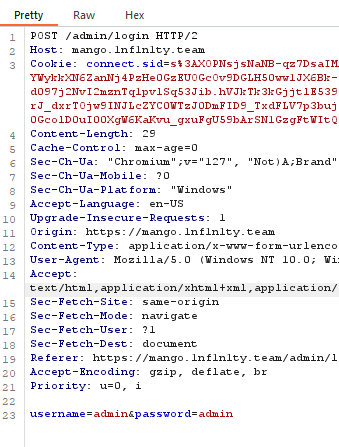 Pretty Raw Hex
1 POST /admin/login HTTP/2
2 Host: mango.lnflnlty.team
3 Cookie: connect.sid=
4 Content-Length: 29
5 Cache-Control: max-age=0
6 Sec-Ch-Ua: "Chromium";v="127", "Not)A;Brand"
7 Sec-Ch-Ua-Mobile: ?0
8 Sec-Ch-Ua-Platform: "Windows"
9 Accept-Language: en-US
10 Upgrade-Insecure-Requests: 1
11 Origin: https://mango.lnflnlty.team
12 Content-Type: application/x-www-form-urlenco
13 User-Agent: Mozilla/5.0 (Windows NT 10.0; Wi
14 Accept:
text/html,application/xhtml+xml,application/
15 Sec-Fetch-Site: same-origin
16 Sec-Fetch-Mode: navigate
17 Sec-Fetch-User: ?1
18 Sec-Fetch-Dest: document
19 Referer: https://mango.lnflnlty.team/admin/l
20 Accept-Encoding: gzip, deflate, br
21 Priority: u=0, i
22
23 username=admin&password=admin